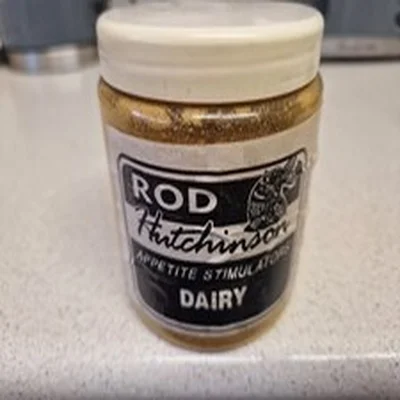 ROD
Hutchinson
APPETITE STIMULATORS
DAIRY